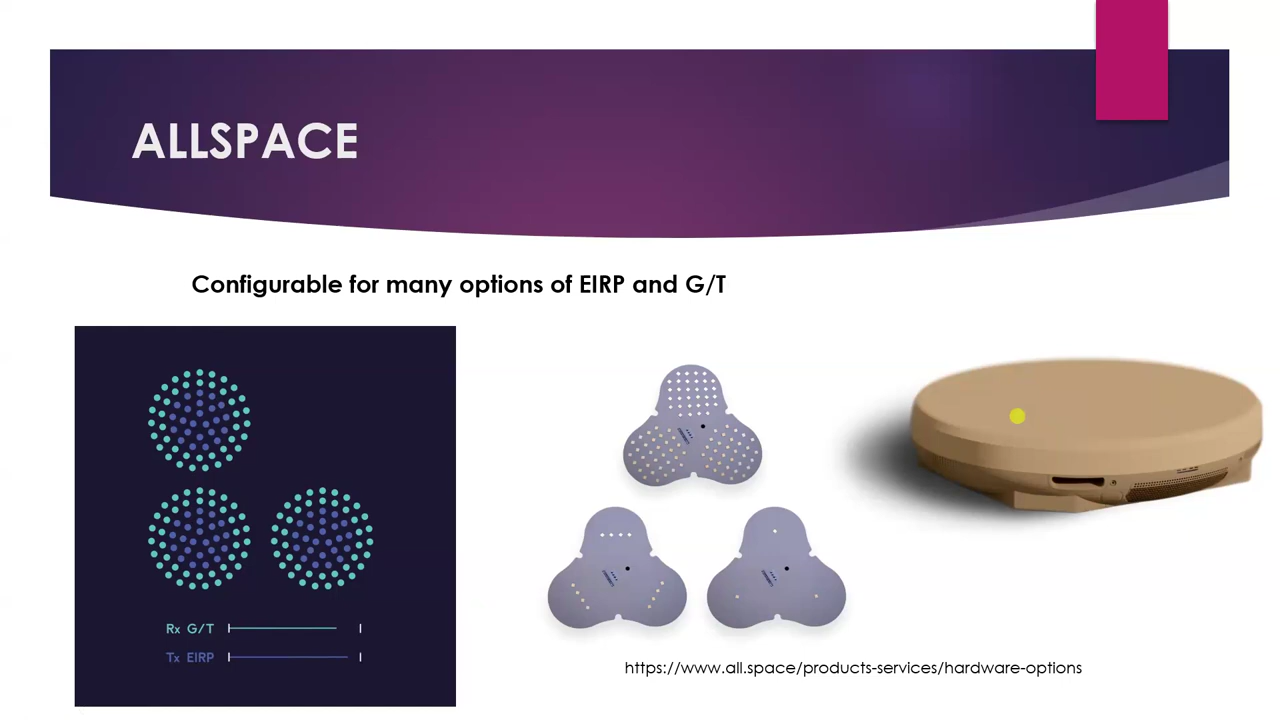 ALLSPACE
Configurable for many options of EIRP and G/T
Rx G/T
Tx EIRP
https://www.all.space/products-services/hardware-options